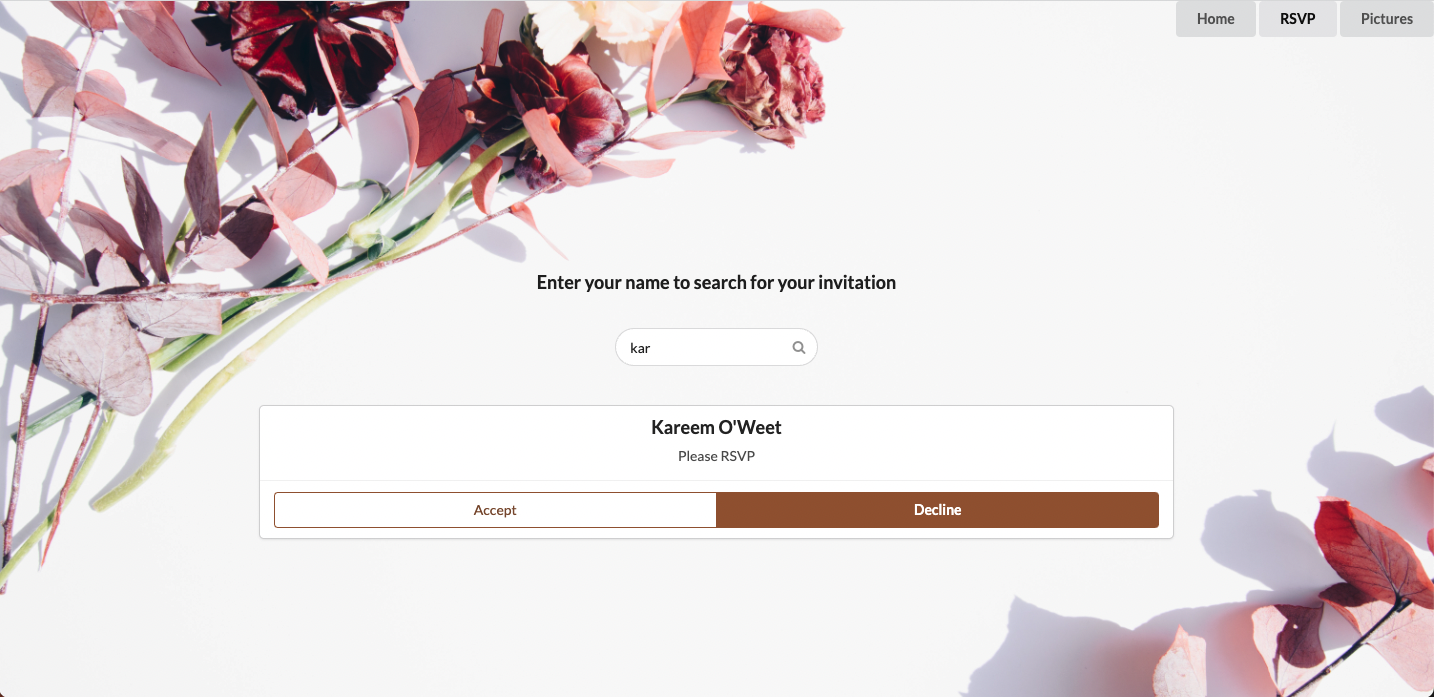 Home RSVP Pictures
Enter your name to search for your invitation
kar
Kareem O'Weet
Please RSVP
Accept Decline